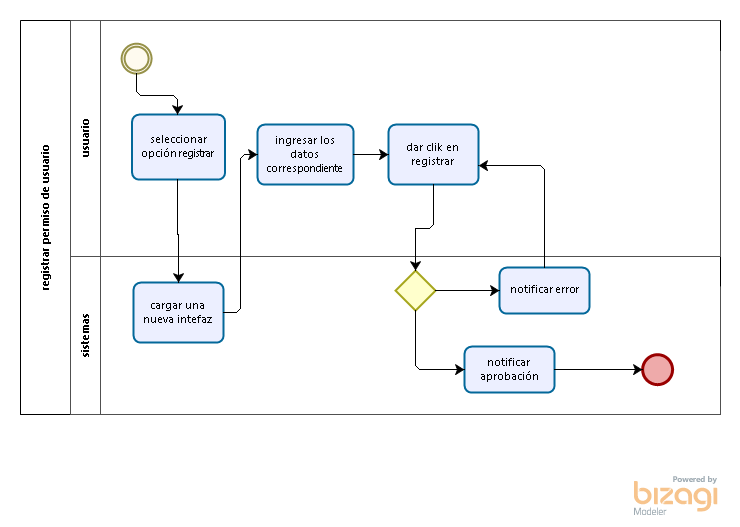 registrar permiso de usuario
usuario
seleccionar
opción registrar
ingresar los
datos
correspondiente
dar clik en
registrar
sistemas
cargar una
nueva intefaz
notificar error
notificar
aprobación
Powered by
bizagi
Modeler